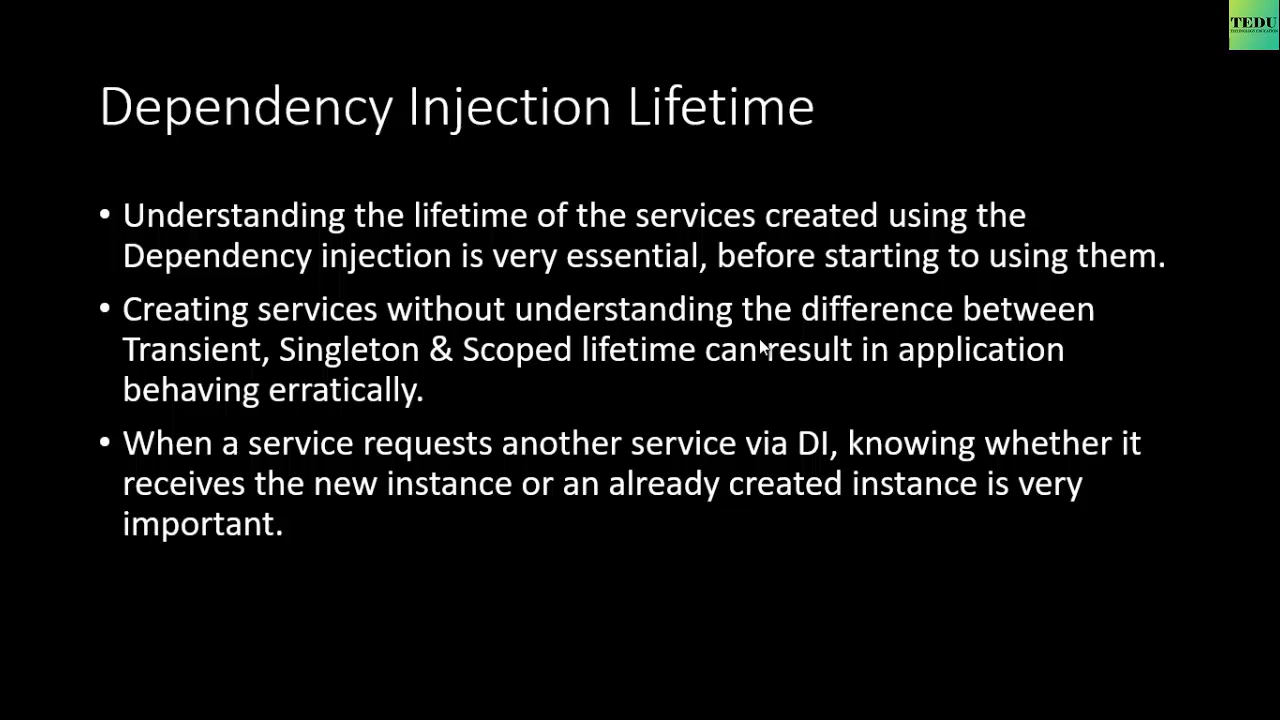 TEDU
TECHNOLOGY EDUCATION
Dependency Injection Lifetime
• Understanding the lifetime of the services created using the
Dependency injection is very essential, before starting to using them.
• Creating services without understanding the difference between
Transient, Singleton & Scoped lifetime can result in application
behaving erratically.
• When a service requests another service via DI, knowing whether it
receives the new instance or an already created instance is very
important.